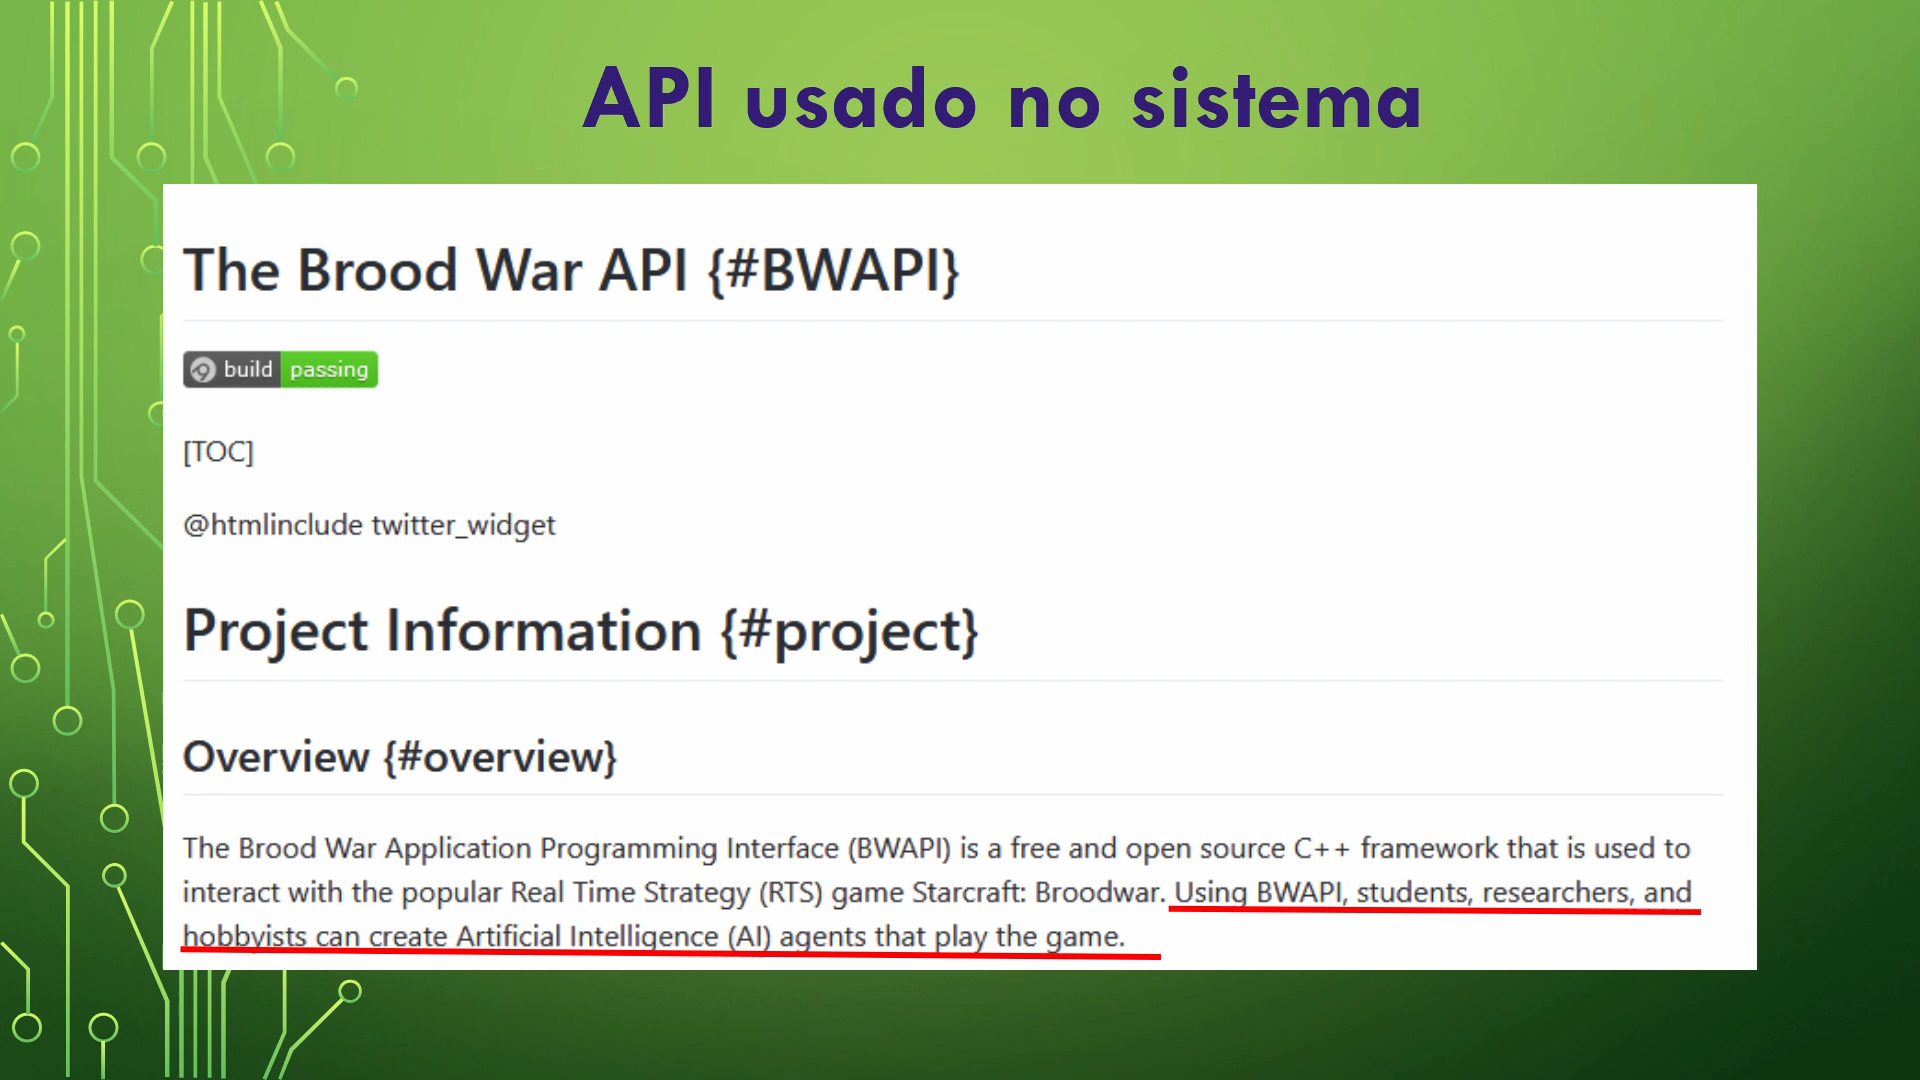 API usado no sistema
The Brood War API {#BWAPI}
build passing
[TOC]
@htmlinclude twitter_widget
Project Information {#project}
Overview {#overview}
The Brood War Application Programming Interface (BWAPI) is a free and open source C++ framework that is used to
interact with the popular Real Time Strategy (RTS) game Starcraft: Broodwar. Using BWAPI, students, researchers, and
hobbyists can create Artificial Intelligence (AI) agents that play the game.